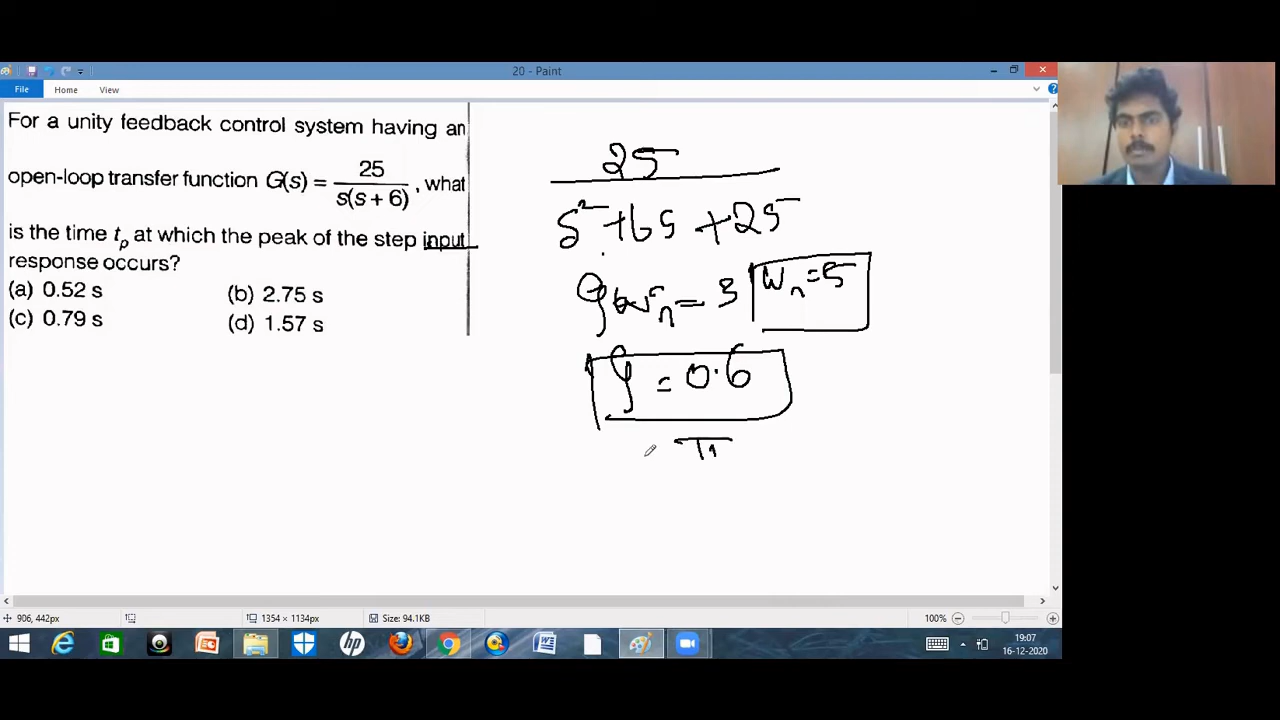 20 - Paint
File Home View
For a unity feedback control system having an
open-loop transfer function G(s) = 25 / s(s + 6) , what
is the time tp at which the peak of the step input
response occurs?
(a) 0.52 s (b) 2.75 s
(c) 0.79 s (d) 1.57 s
25
s² + 6s + 25
ζωn = 3 Wn = 5
ζ = 0.6
π
906, 442px 1354 × 1134px Size: 94.1KB 100%
19:07
16-12-2020